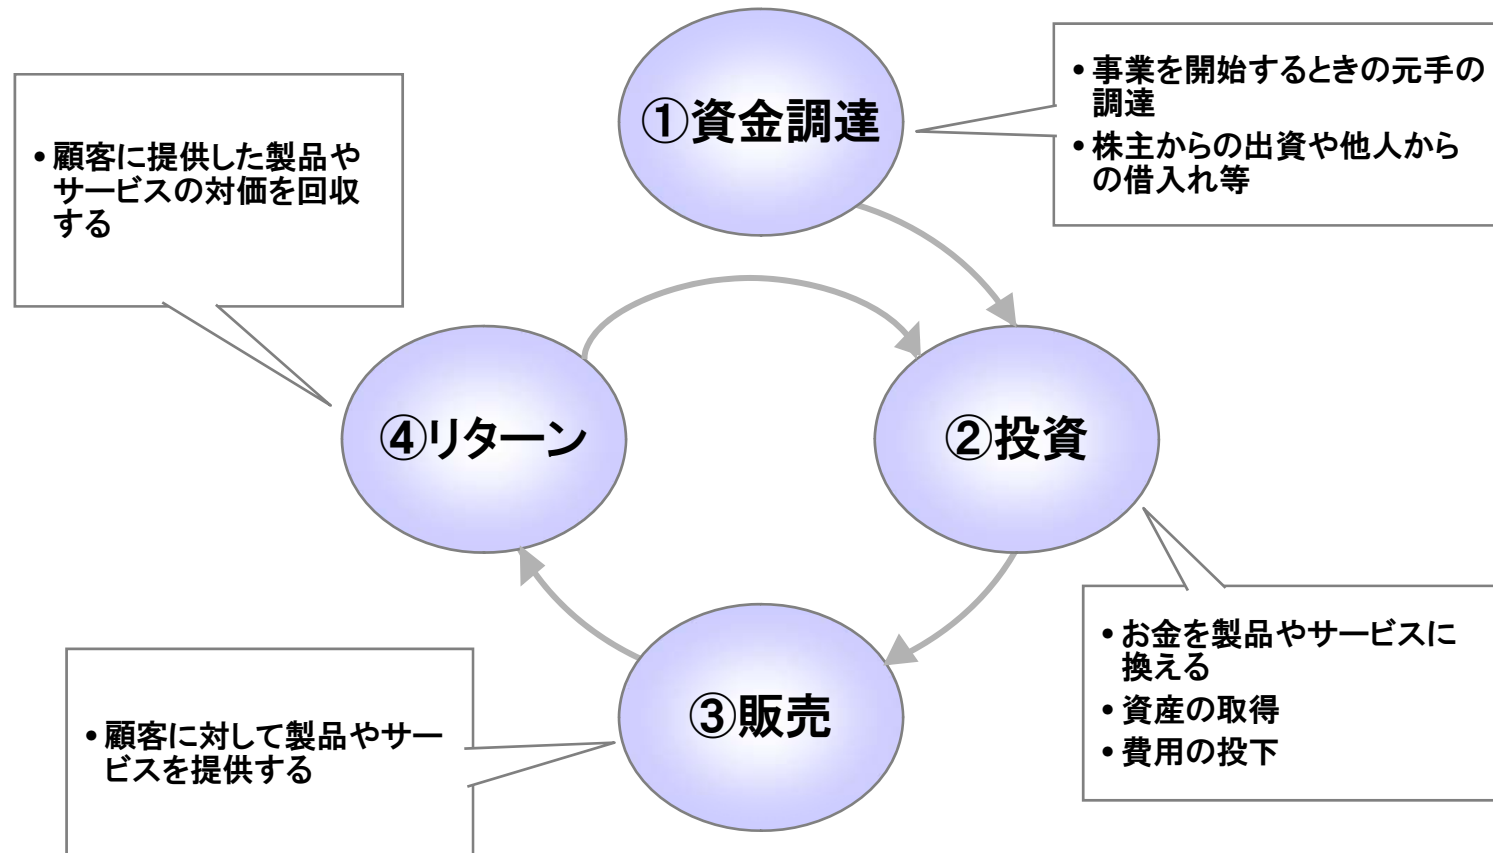 ①資金調達
• 事業を開始するときの元手の
調達
• 株主からの出資や他人から
の借入れ等
• 顧客に提供した製品や
サービスの対価を回収
する
④リターン
②投資
• お金を製品やサービスに
換える
• 資産の取得
• 費用の投下
③販売
• 顧客に対して製品やサー
ビスを提供する